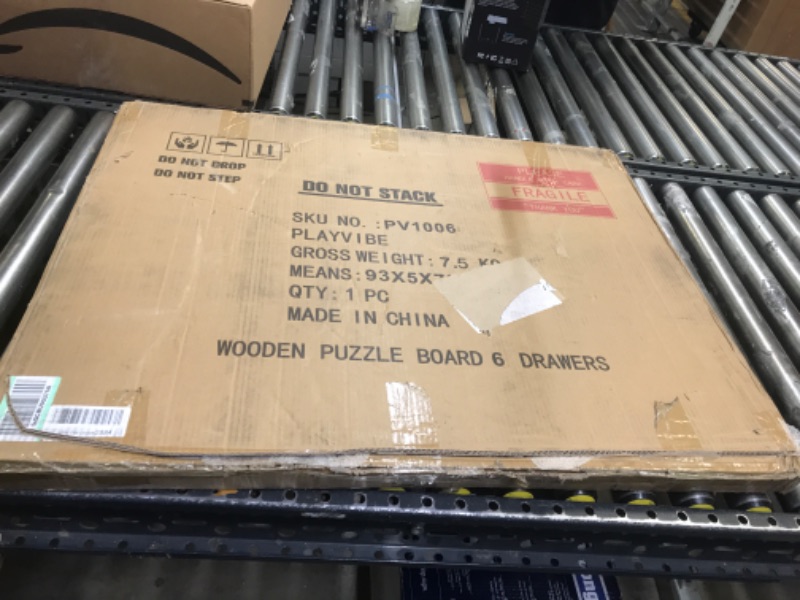 DO NOT DROP
DO NOT STEP
DO NOT STACK
FRAGILE
SKU NO. :PV1006
PLAYVIBE
GROSS WEIGHT:7.5
MEANS:93X5X
QTY:1 PC
MADE IN CHINA
WOODEN PUZZLE BOARD 6 DRAWERS